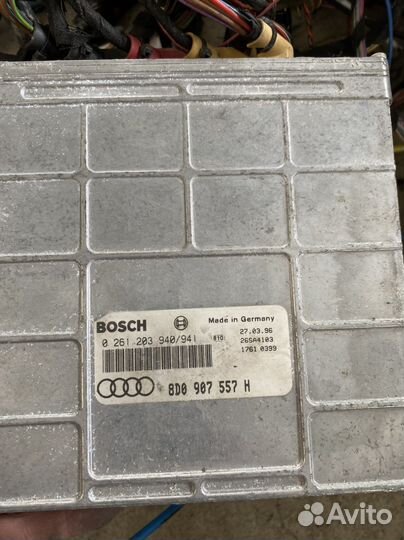 BOSCH Made in Germany
0 261 203 940/941 810 27.03.96
26SA4103
1761 0399
8D0 907 557 H
Avito